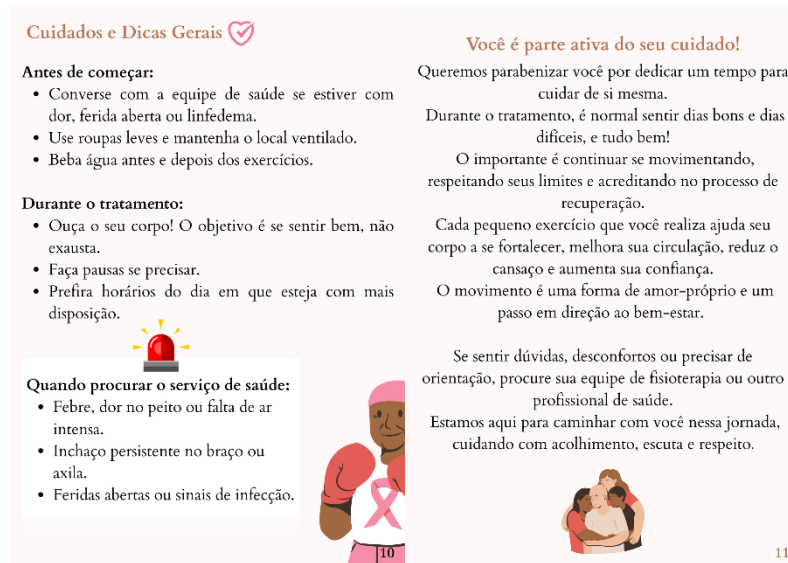 Cuidados e Dicas Gerais
Antes de começar:
• Converse com a equipe de saúde se estiver com
dor, ferida aberta ou linfedema.
• Use roupas leves e mantenha o local ventilado.
• Beba água antes e depois dos exercícios.
Durante o tratamento:
• Ouça o seu corpo! O objetivo é se sentir bem, não
exausta.
• Faça pausas se precisar.
• Prefira horários do dia em que esteja com mais
disposição.
Quando procurar o serviço de saúde:
• Febre, dor no peito ou falta de ar
intensa.
• Inchaço persistente no braço ou
axila.
• Feridas abertas ou sinais de infecção.
10
Você é parte ativa do seu cuidado!
Queremos parabenizar você por dedicar um tempo para
cuidar de si mesma.
Durante o tratamento, é normal sentir dias bons e dias
difíceis, e tudo bem!
O importante é continuar se movimentando,
respeitando seus limites e acreditando no processo de
recuperação.
Cada pequeno exercício que você realiza ajuda seu
corpo a se fortalecer, melhora sua circulação, reduz o
cansaço e aumenta sua confiança.
O movimento é uma forma de amor-próprio e um
passo em direção ao bem-estar.
Se sentir dúvidas, desconfortos ou precisar de
orientação, procure sua equipe de fisioterapia ou outro
profissional de saúde.
Estamos aqui para caminhar com você nessa jornada,
cuidando com acolhimento, escuta e respeito.
11